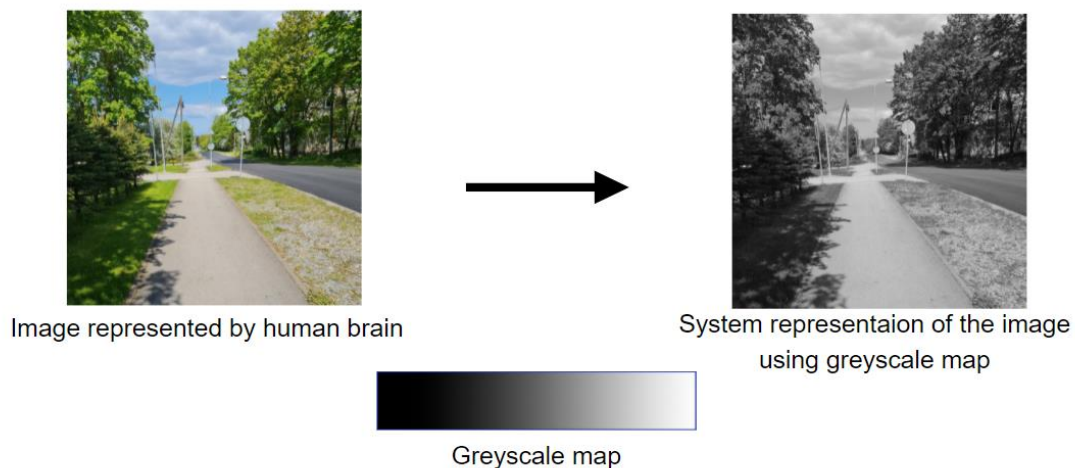 Image represented by human brain
System representaion of the image
using greyscale map
Greyscale map